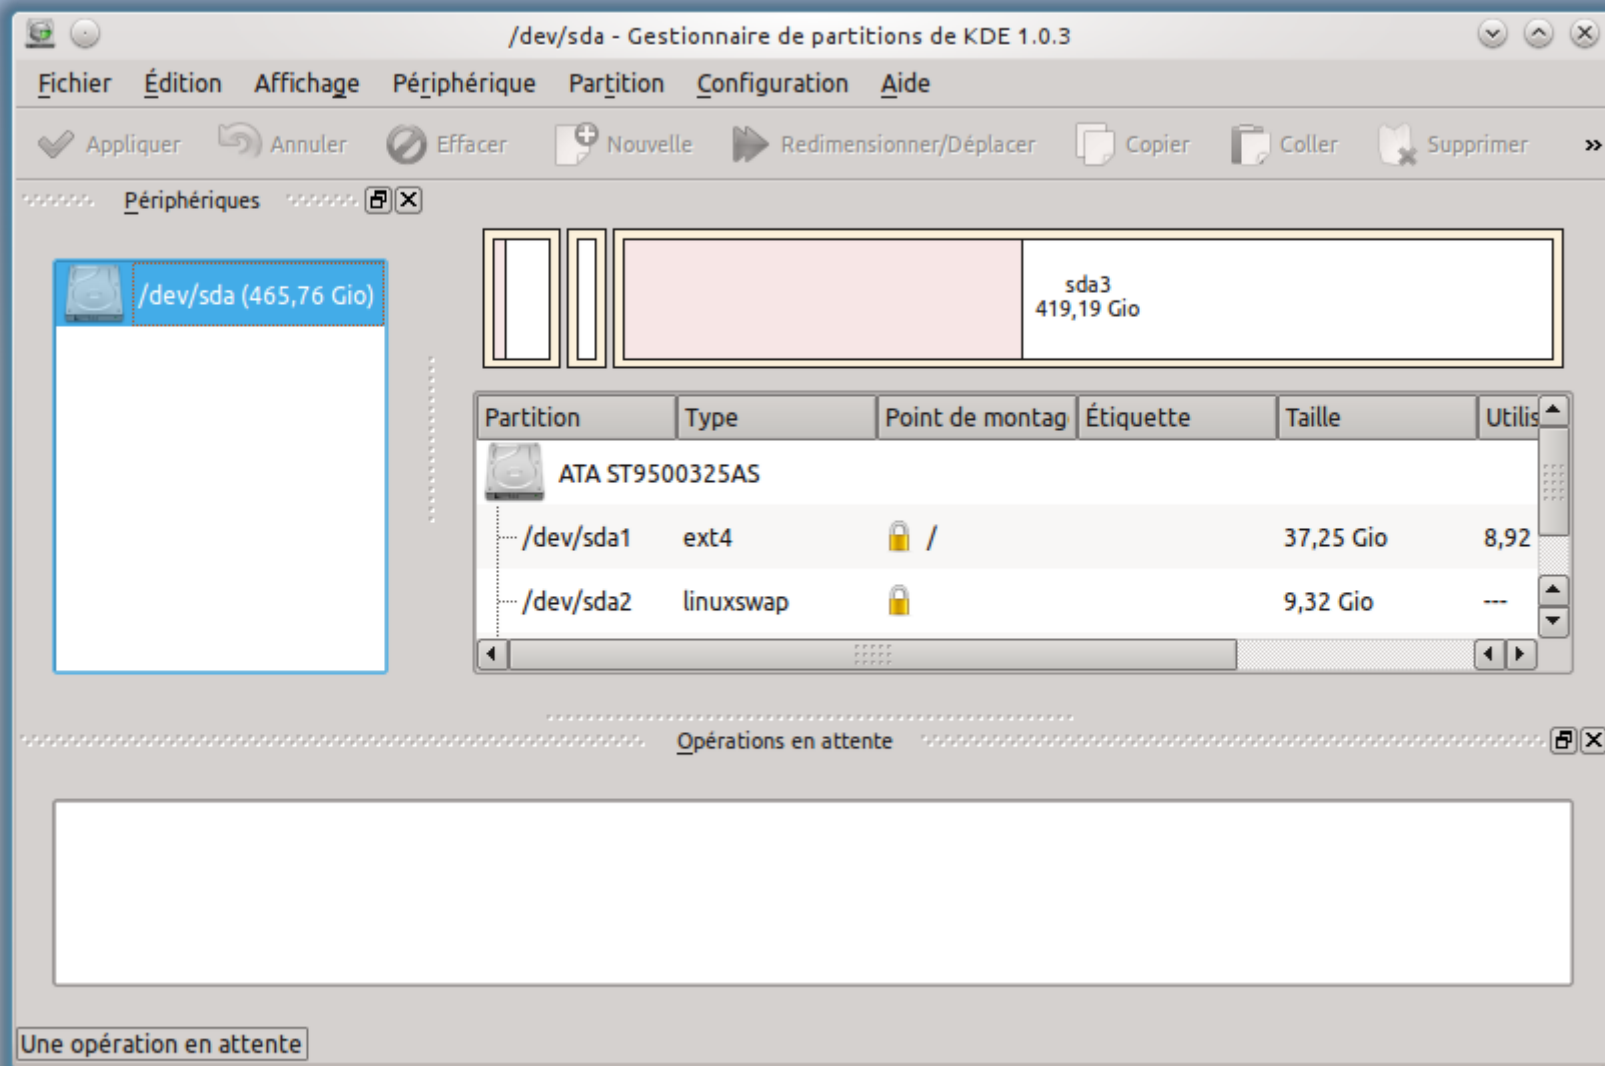 /dev/sda - Gestionnaire de partitions de KDE 1.0.3
Fichier Édition Affichage Périphérique Partition Configuration Aide
Appliquer Annuler Effacer Nouvelle Redimensionner/Déplacer Copier Coller Supprimer »
Périphériques
/dev/sda (465,76 Gio)
sda3
419,19 Gio
Partition Type Point de montag Étiquette Taille Utilis
ATA ST9500325AS
/dev/sda1 ext4 / 37,25 Gio 8,92
/dev/sda2 linuxswap 9,32 Gio ---
Opérations en attente
Une opération en attente